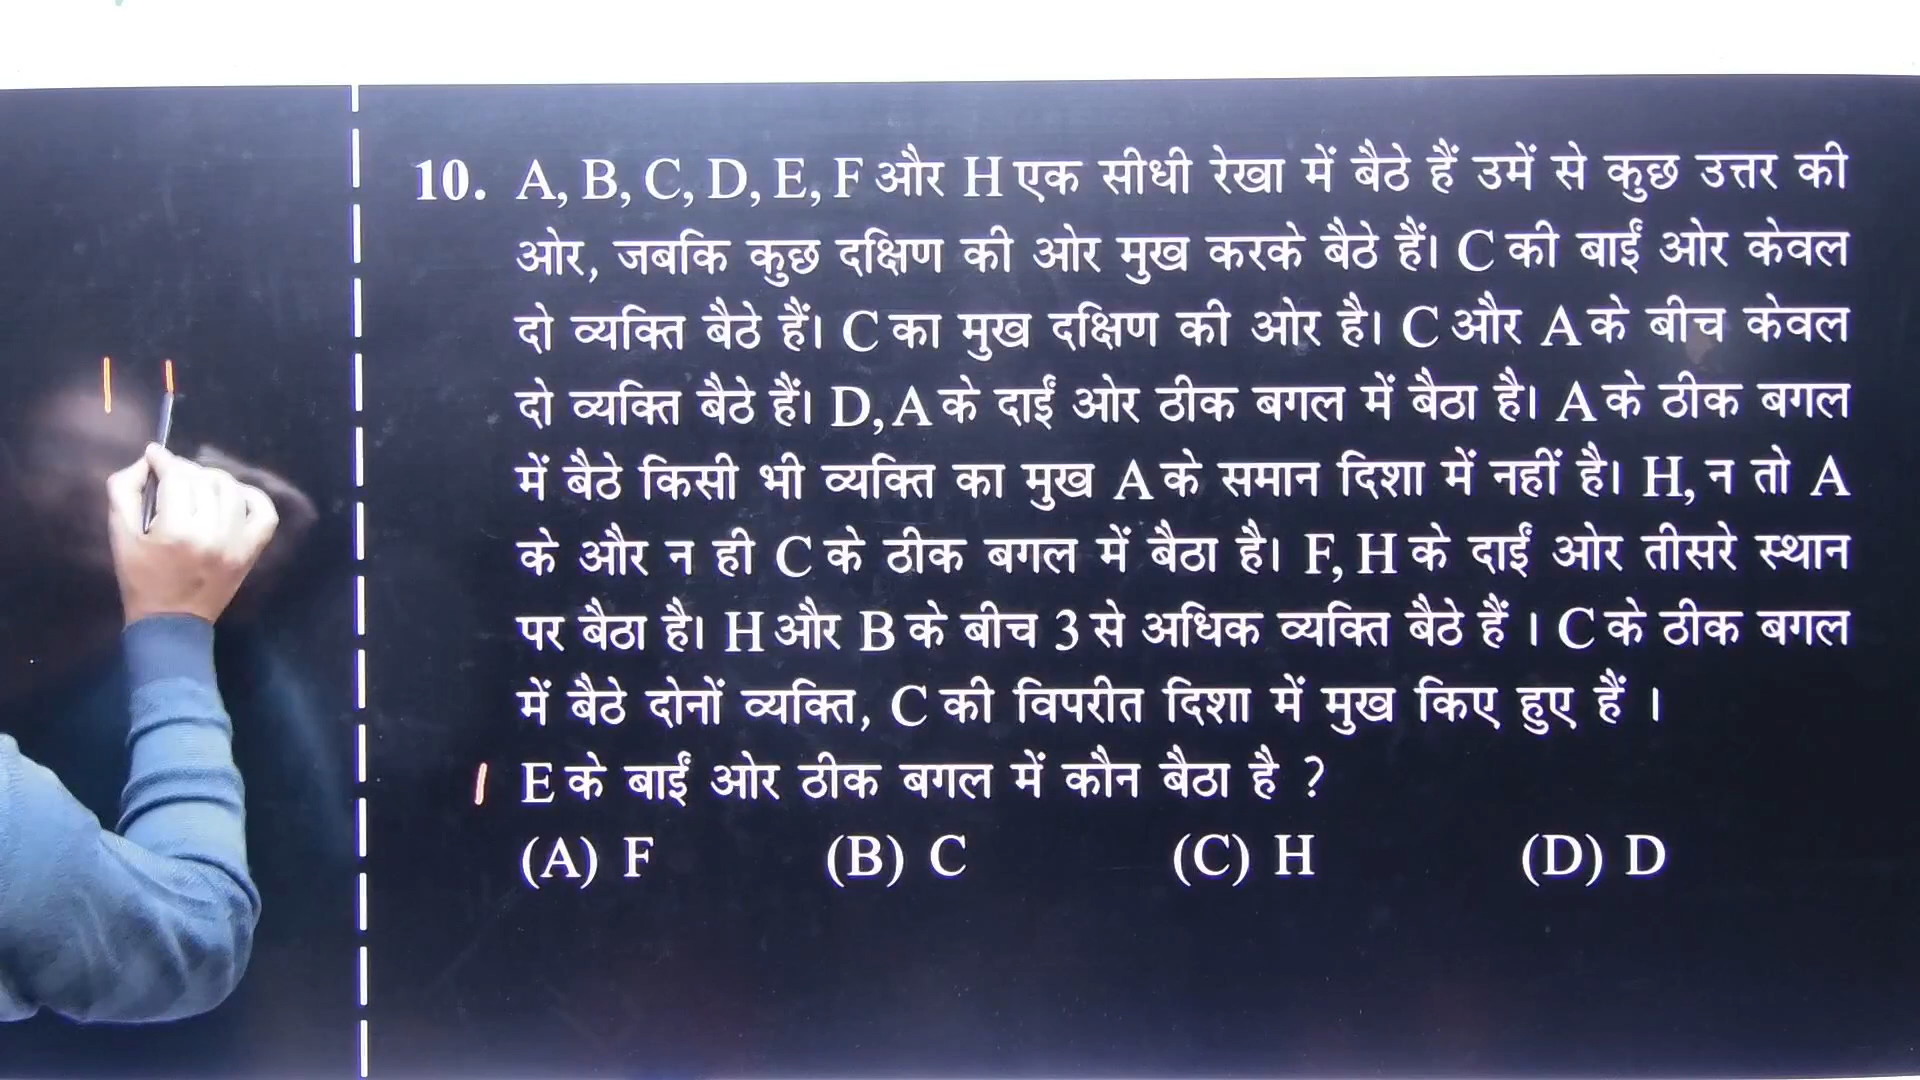 10. A, B, C, D, E, F और H एक सीधी रेखा में बैठे हैं उमें से कुछ उत्तर की
ओर, जबकि कुछ दक्षिण की ओर मुख करके बैठे हैं। C की बाईं ओर केवल
दो व्यक्ति बैठे हैं। C का मुख दक्षिण की ओर है। C और A के बीच केवल
दो व्यक्ति बैठे हैं। D, A के दाईं ओर ठीक बगल में बैठा है। A के ठीक बगल
में बैठे किसी भी व्यक्ति का मुख A के समान दिशा में नहीं है। H, न तो A
के और न ही C के ठीक बगल में बैठा है। F, H के दाईं ओर तीसरे स्थान
पर बैठा है। H और B के बीच 3 से अधिक व्यक्ति बैठे हैं । C के ठीक बगल
में बैठे दोनों व्यक्ति, C की विपरीत दिशा में मुख किए हुए हैं ।
E के बाईं ओर ठीक बगल में कौन बैठा है ?
(A) F (B) C (C) H (D) D